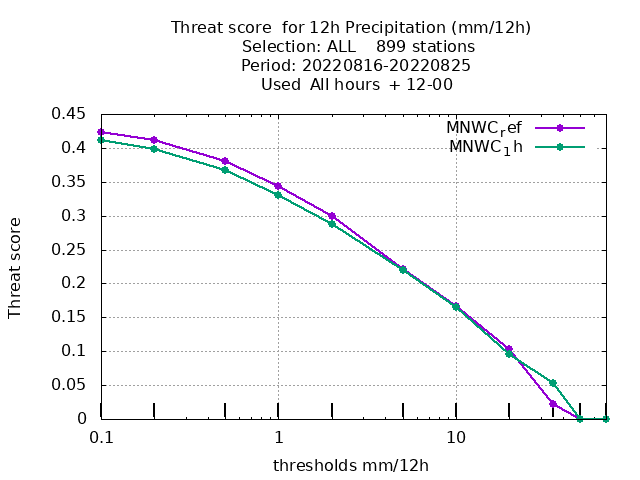 Threat score  for 12h Precipitation (mm/12h)
Selection: ALL    899 stations
Period: 20220816-20220825
Used  All hours  + 12-00
MNWC_ref
MNWC_1h
0.45
0.4
0.35
0.3
0.25
0.2
0.15
0.1
0.05
0
Threat score
0.1 1 10
thresholds mm/12h